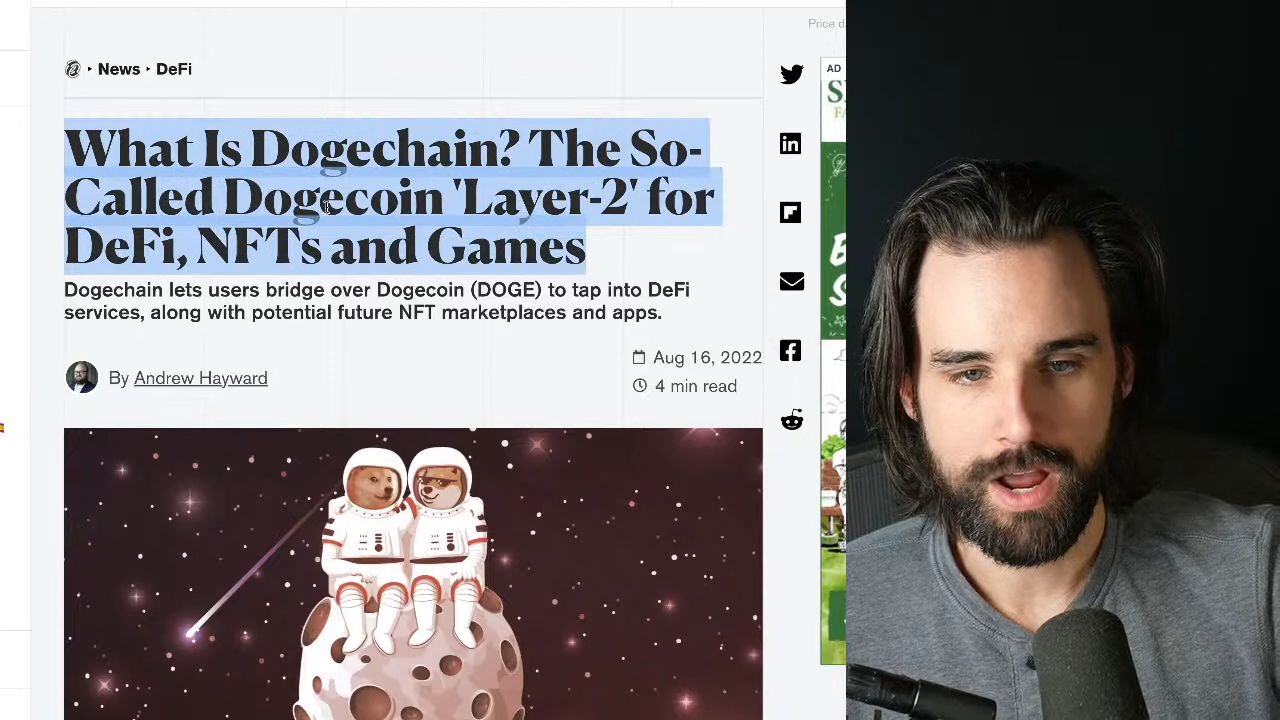 Price d
News ‣ DeFi
AD
What Is Dogechain? The So-
Called Dogecoin 'Layer-2' for
DeFi, NFTs and Games
Dogechain lets users bridge over Dogecoin (DOGE) to tap into DeFi
services, along with potential future NFT marketplaces and apps.
Aug 16, 2022
By Andrew Hayward
4 min read